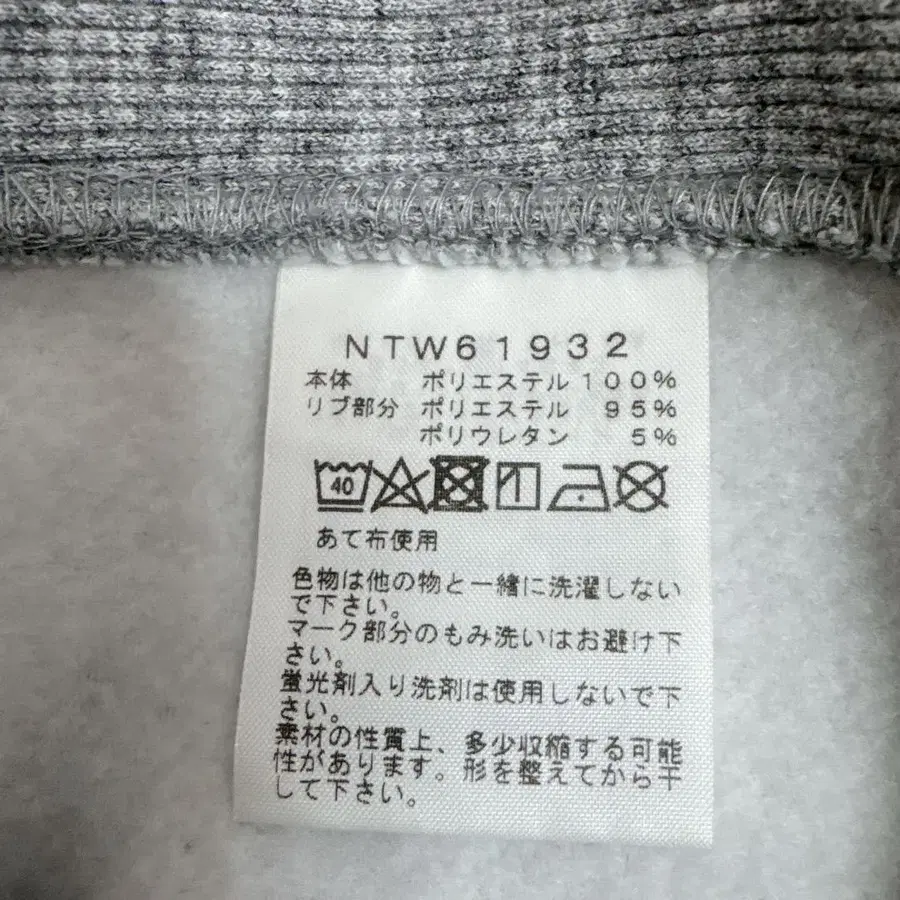 NTW61932
本体 ポリエステル 100%
リブ部分 ポリエステル 95%
ポリウレタン 5%
40
あて布使用
色物は他の物と一緒に洗濯しない
で下さい。
マーク部分のもみ洗いはお避け下
さい。
蛍光剤入り洗剤は使用しないで下
さい。
素材の性質上、多少収縮する可能
性があります。形を整えてから干
して下さい。